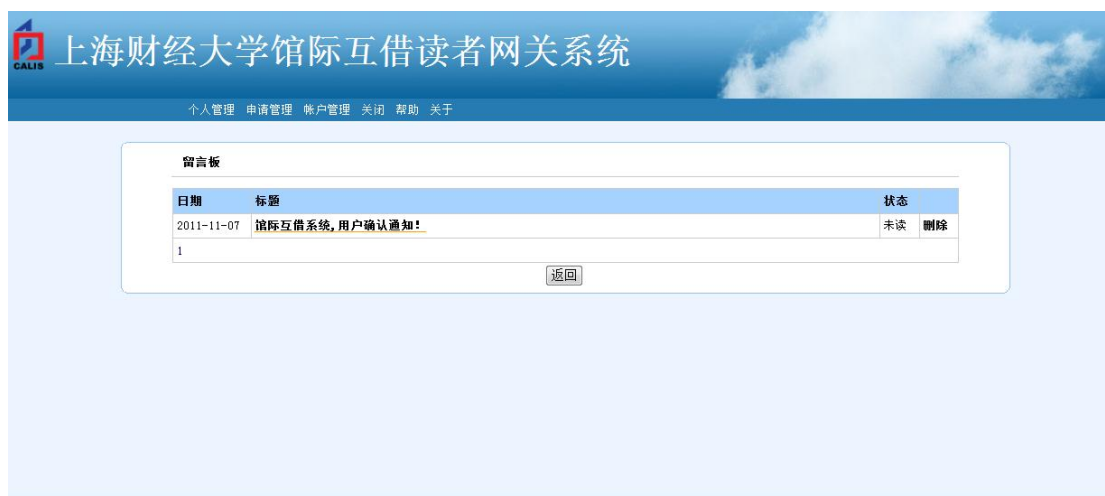 CALIS
上海财经大学馆际互借读者网关系统
个人管理 申请管理 帐户管理 关闭 帮助 关于
留言板
日期 标题 状态
2011-11-07 馆际互借系统,用户确认通知! 未读 删除
1
返回